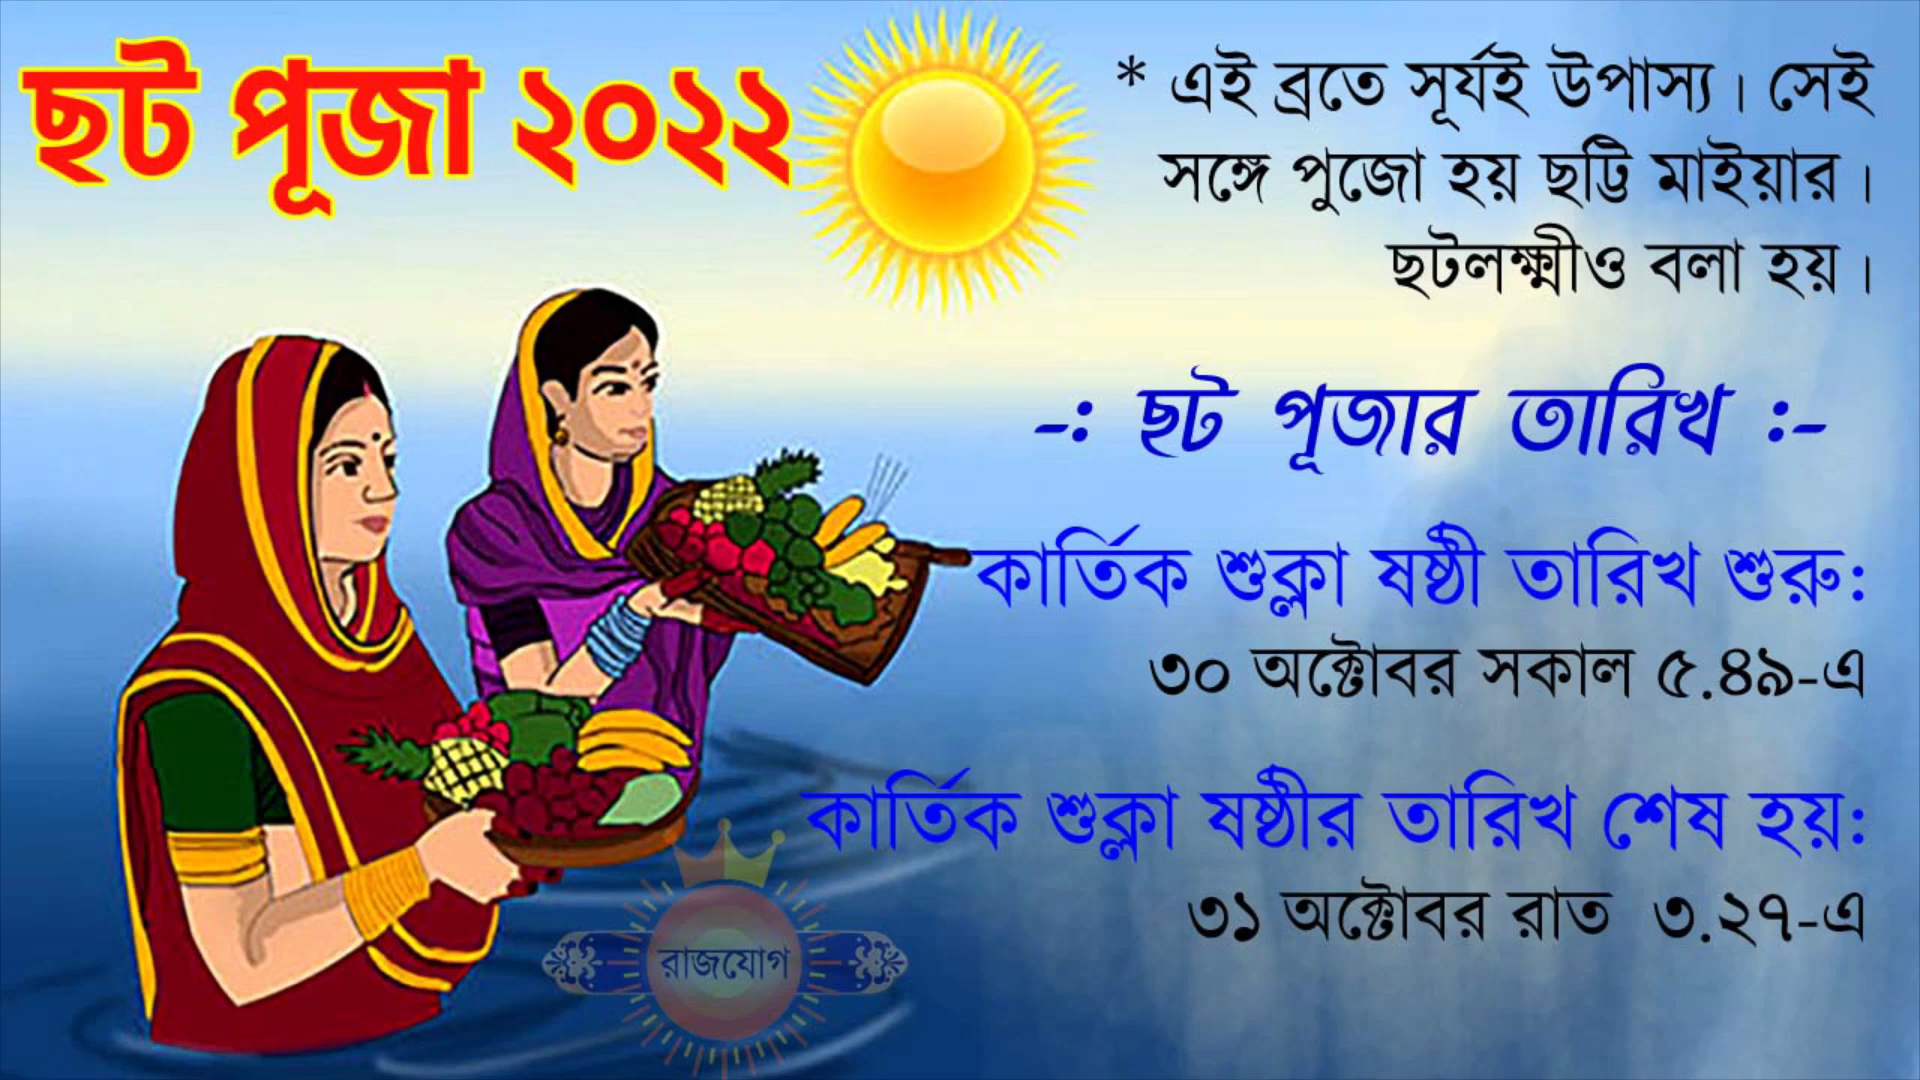 ছট পূজা ২০২২
* এই ব্রতে সূর্যই উপাস্য। সেই
সঙ্গে পুজো হয় ছট্টি মাইয়ার।
ছটলক্ষ্মীও বলা হয়।
-: ছট পূজার তারিখ :-
কার্তিক শুক্লা ষষ্ঠী তারিখ শুরু:
৩০ অক্টোবর সকাল ৫.৪৯-এ
কার্তিক শুক্লা ষষ্ঠীর তারিখ শেষ হয়:
৩১ অক্টোবর রাত ৩.২৭-এ
রাজযোগ